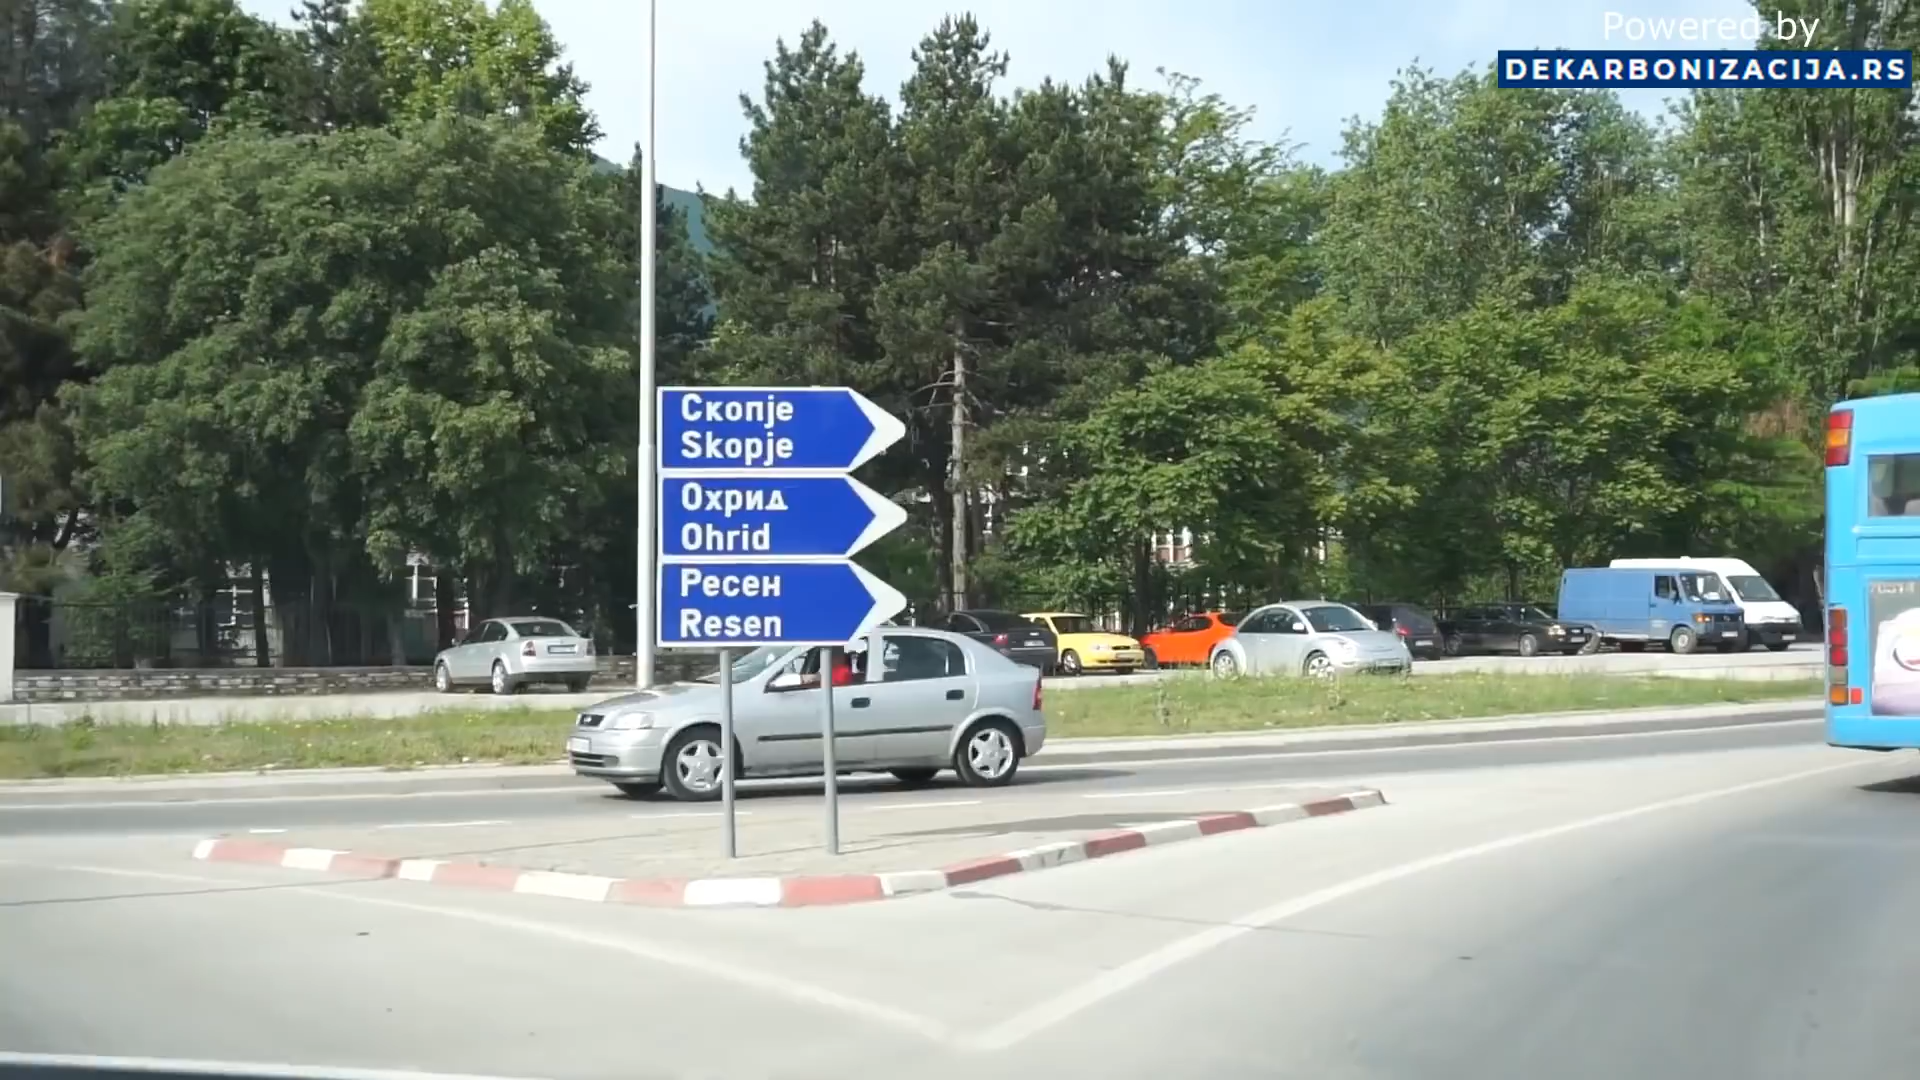 Powered by
DEKARBONIZACIJA.RS
Скопје
Skopje
Охрид
Ohrid
Ресен
Resen